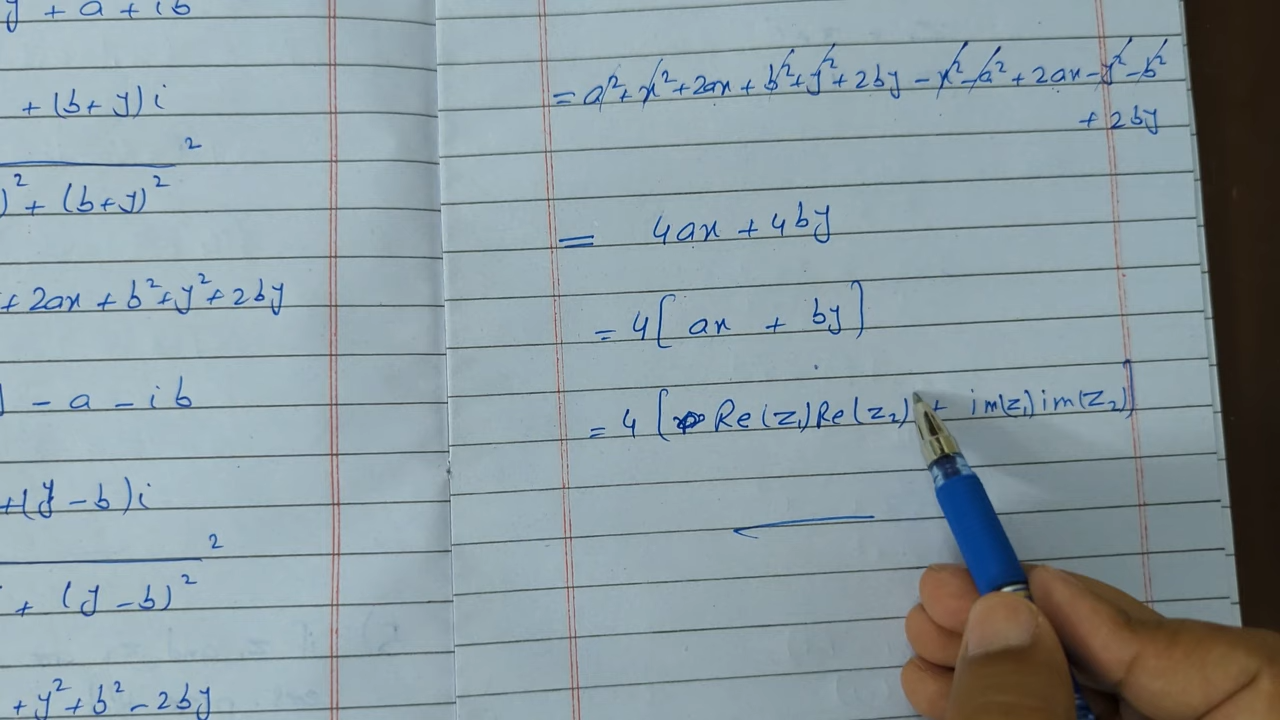 y + a + ib
+ (b+y)i
2
)² + (b+y)²
+ 2ax + b²+y²+2by
- a - ib
+(y-b)i
2
+ (y-b)²
+ y²+b²-2by
= a²+x²+2ax+b²+y²+2by-x²-a²+2ax-y²-b²
+ 2by
= 4ax + 4by
= 4[ax + by]
= 4[Re(z₁)Re(z₂) + im(z₁)im(z₂)]